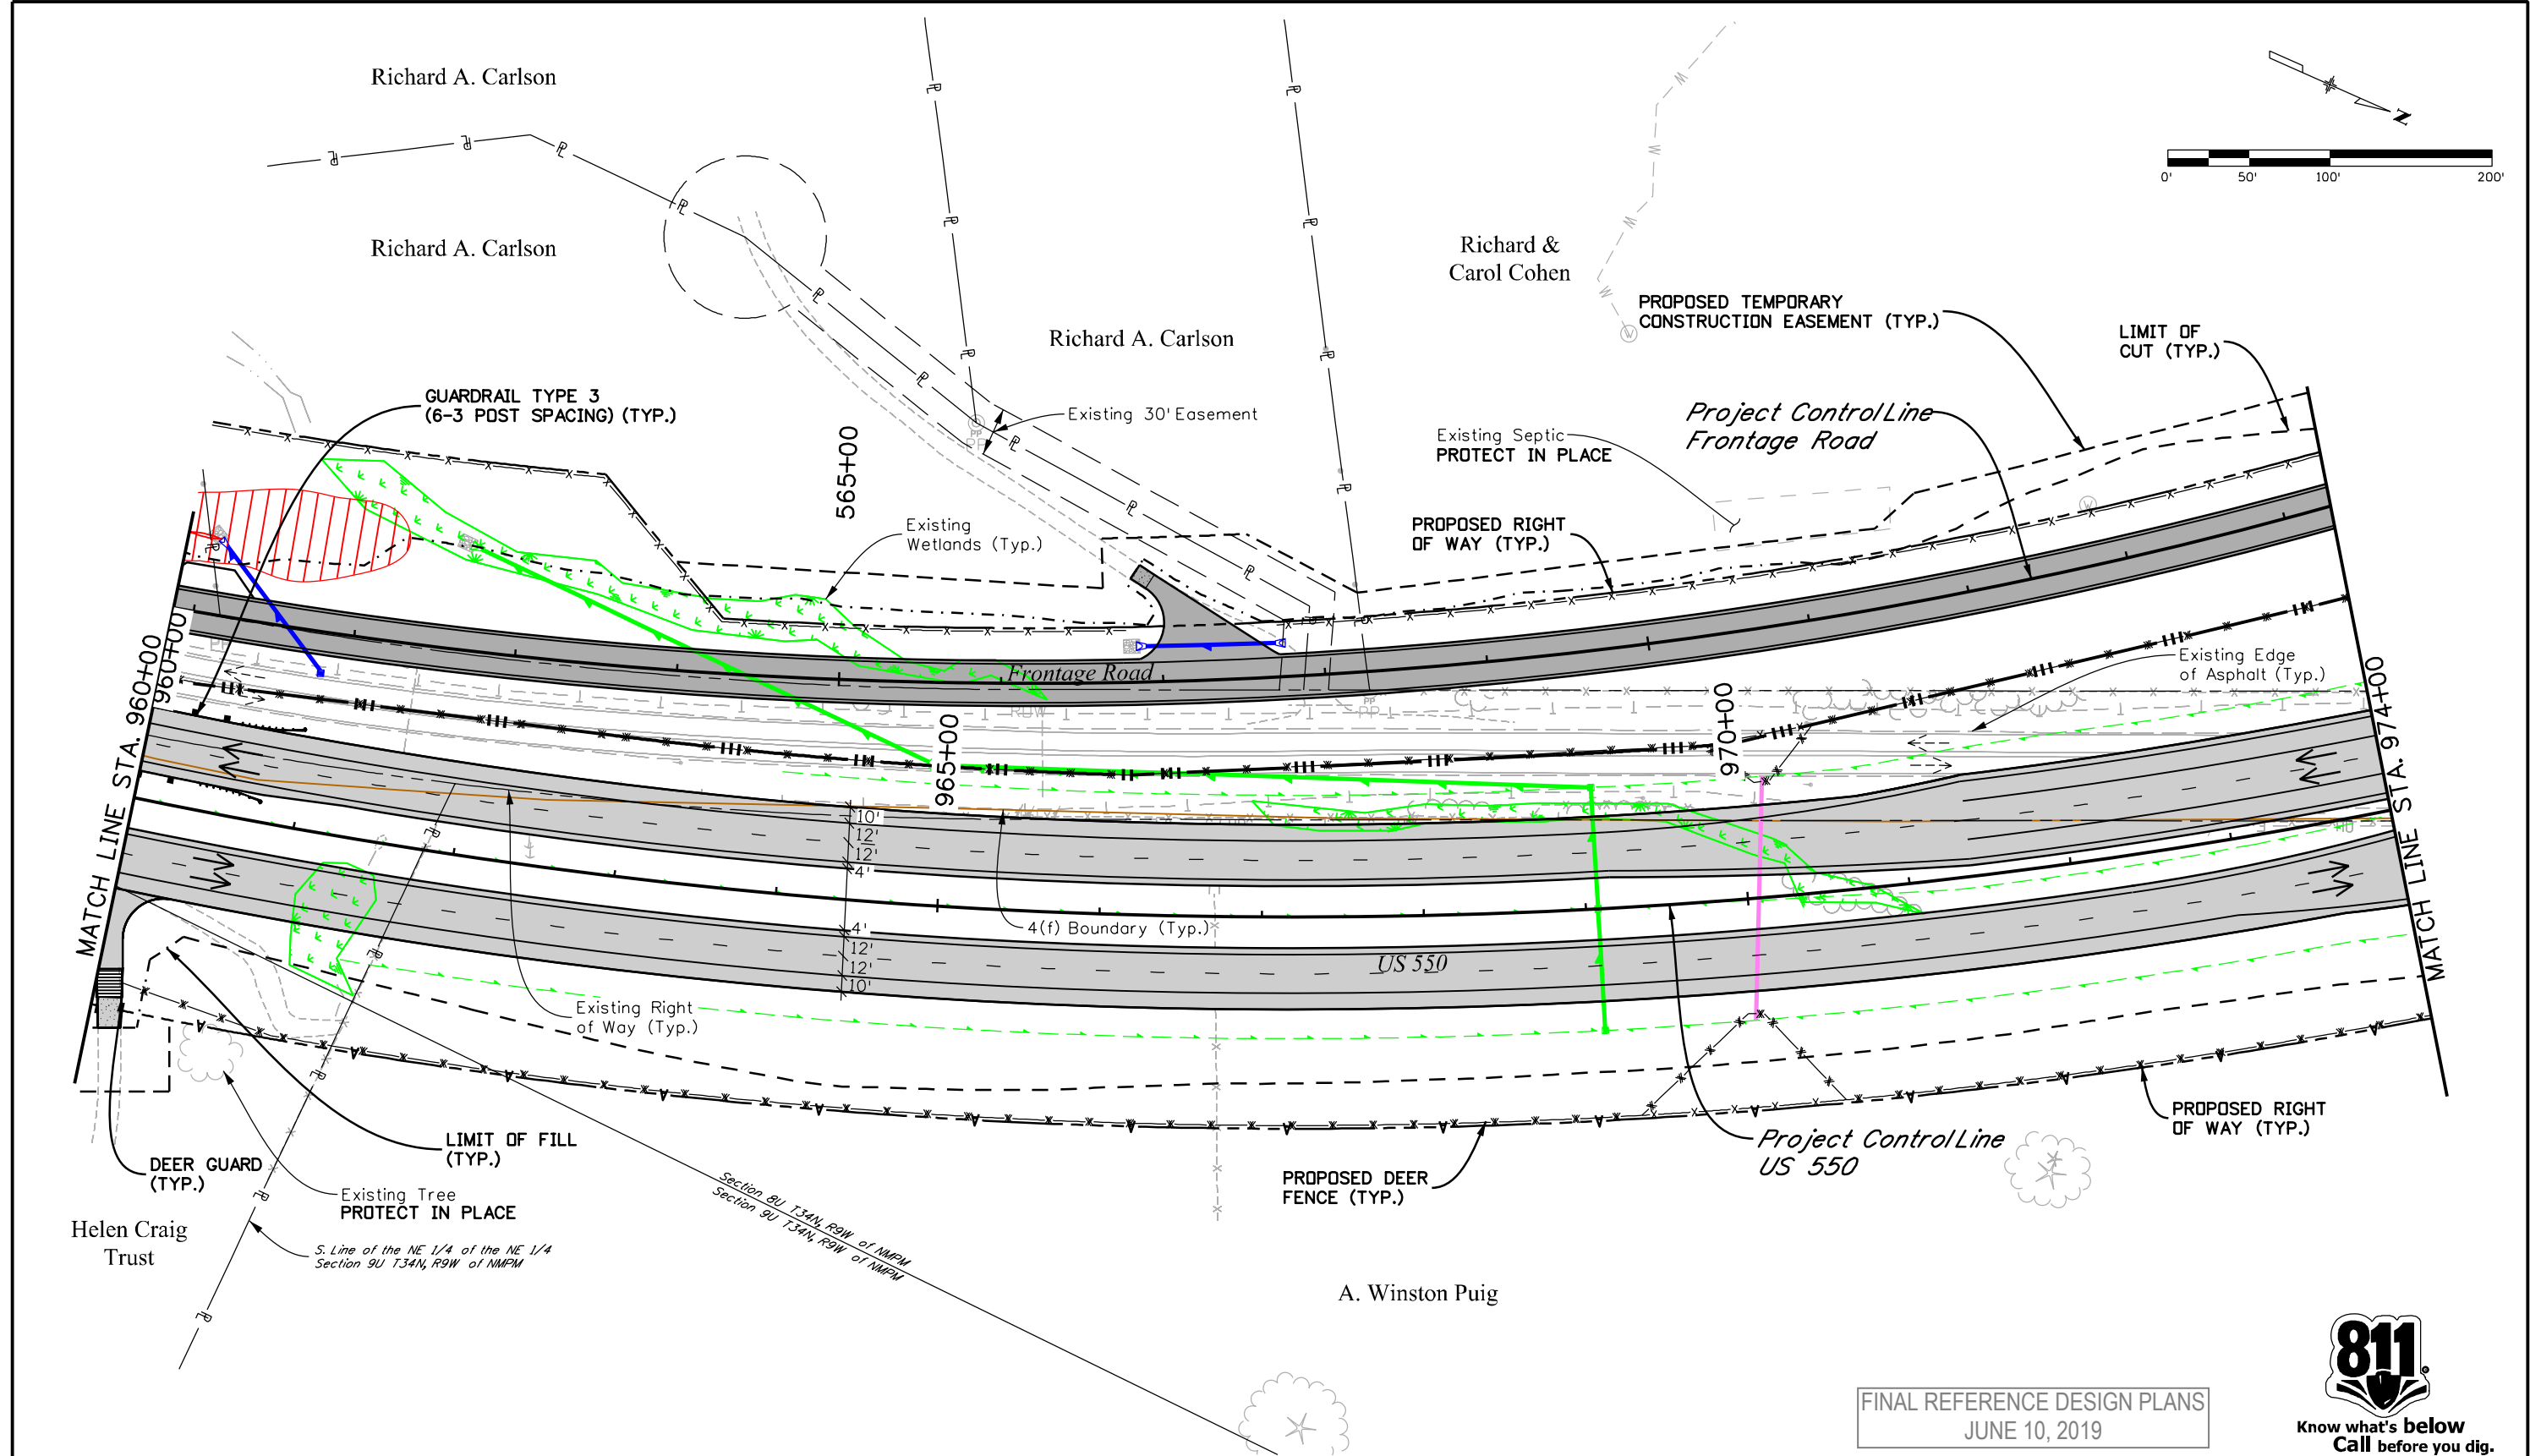 Richard A. Carlson
Richard A. Carlson
Richard A. Carlson
Richard &
Carol Cohen
N
0'
50'
100'
200'
PROPOSED TEMPORARY
CONSTRUCTION EASEMENT (TYP.)
LIMIT OF
CUT (TYP.)
GUARDRAIL TYPE 3
(6-3 POST SPACING) (TYP.)
Existing 30' Easement
Project Control Line
Frontage Road
Existing Septic
PROTECT IN PLACE
565+00
Existing
Wetlands (Typ.)
PROPOSED RIGHT
OF WAY (TYP.)
MATCH LINE STA. 960+00
960+00
Frontage Road
ROW
Existing Edge
of Asphalt (Typ.)
965+00
970+00
MATCH LINE STA. 974+00
10'
12'
12'
4'
4'
12'
12'
10'
4(f) Boundary (Typ.)
US 550
Existing Right
of Way (Typ.)
LIMIT OF FILL
(TYP.)
DEER GUARD
(TYP.)
Existing Tree
PROTECT IN PLACE
Helen Craig
Trust
S. Line of the NE 1/4 of the NE 1/4
Section 9U T34N, R9W of NMPM
Section 8U T34N, R9W of NMPM
Section 9U T34N, R9W of NMPM
PROPOSED DEER
FENCE (TYP.)
Project Control Line
US 550
PROPOSED RIGHT
OF WAY (TYP.)
A. Winston Puig
FINAL REFERENCE DESIGN PLANS
JUNE 10, 2019
811
Know what's below
Call before you dig.